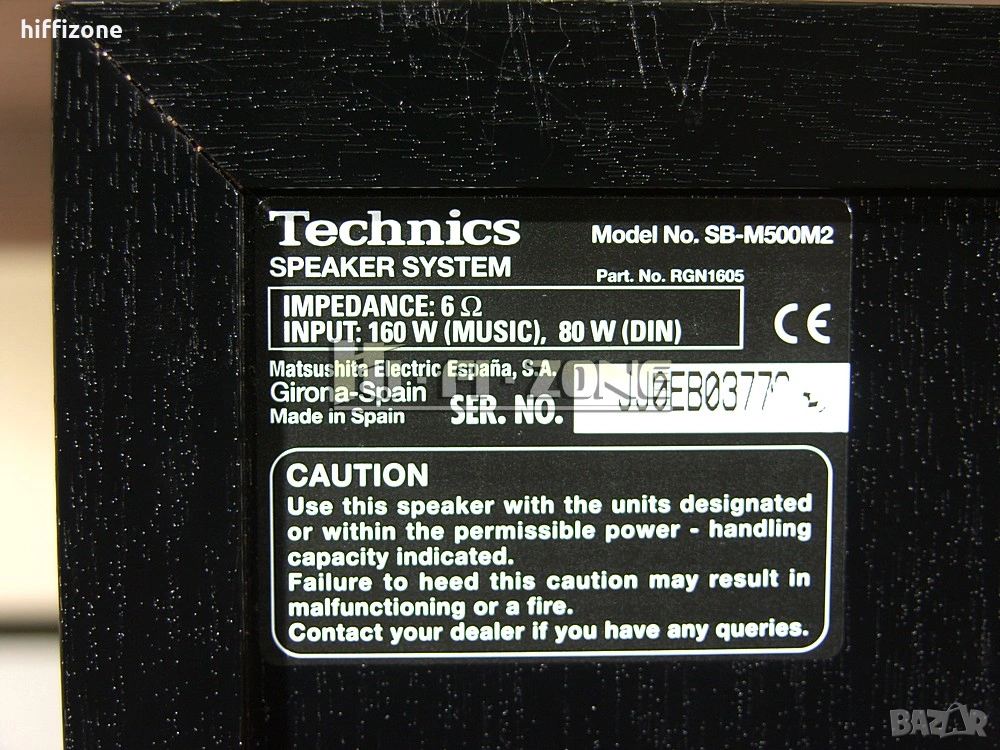 hiffizone
Technics
Model No. SB-M500M2
SPEAKER SYSTEM
Part. No. RGN1605
IMPEDANCE: 6 Ω
INPUT: 160 W (MUSIC), 80 W (DIN)
CE
Matsushita Electric España, S.A.
Girona-Spain
Made in Spain
SER. NO.
HI-FI-ZONE
CAUTION
Use this speaker with the units designated
or within the permissible power - handling
capacity indicated.
Failure to heed this caution may result in
malfunctioning or a fire.
Contact your dealer if you have any queries.
BAZAR